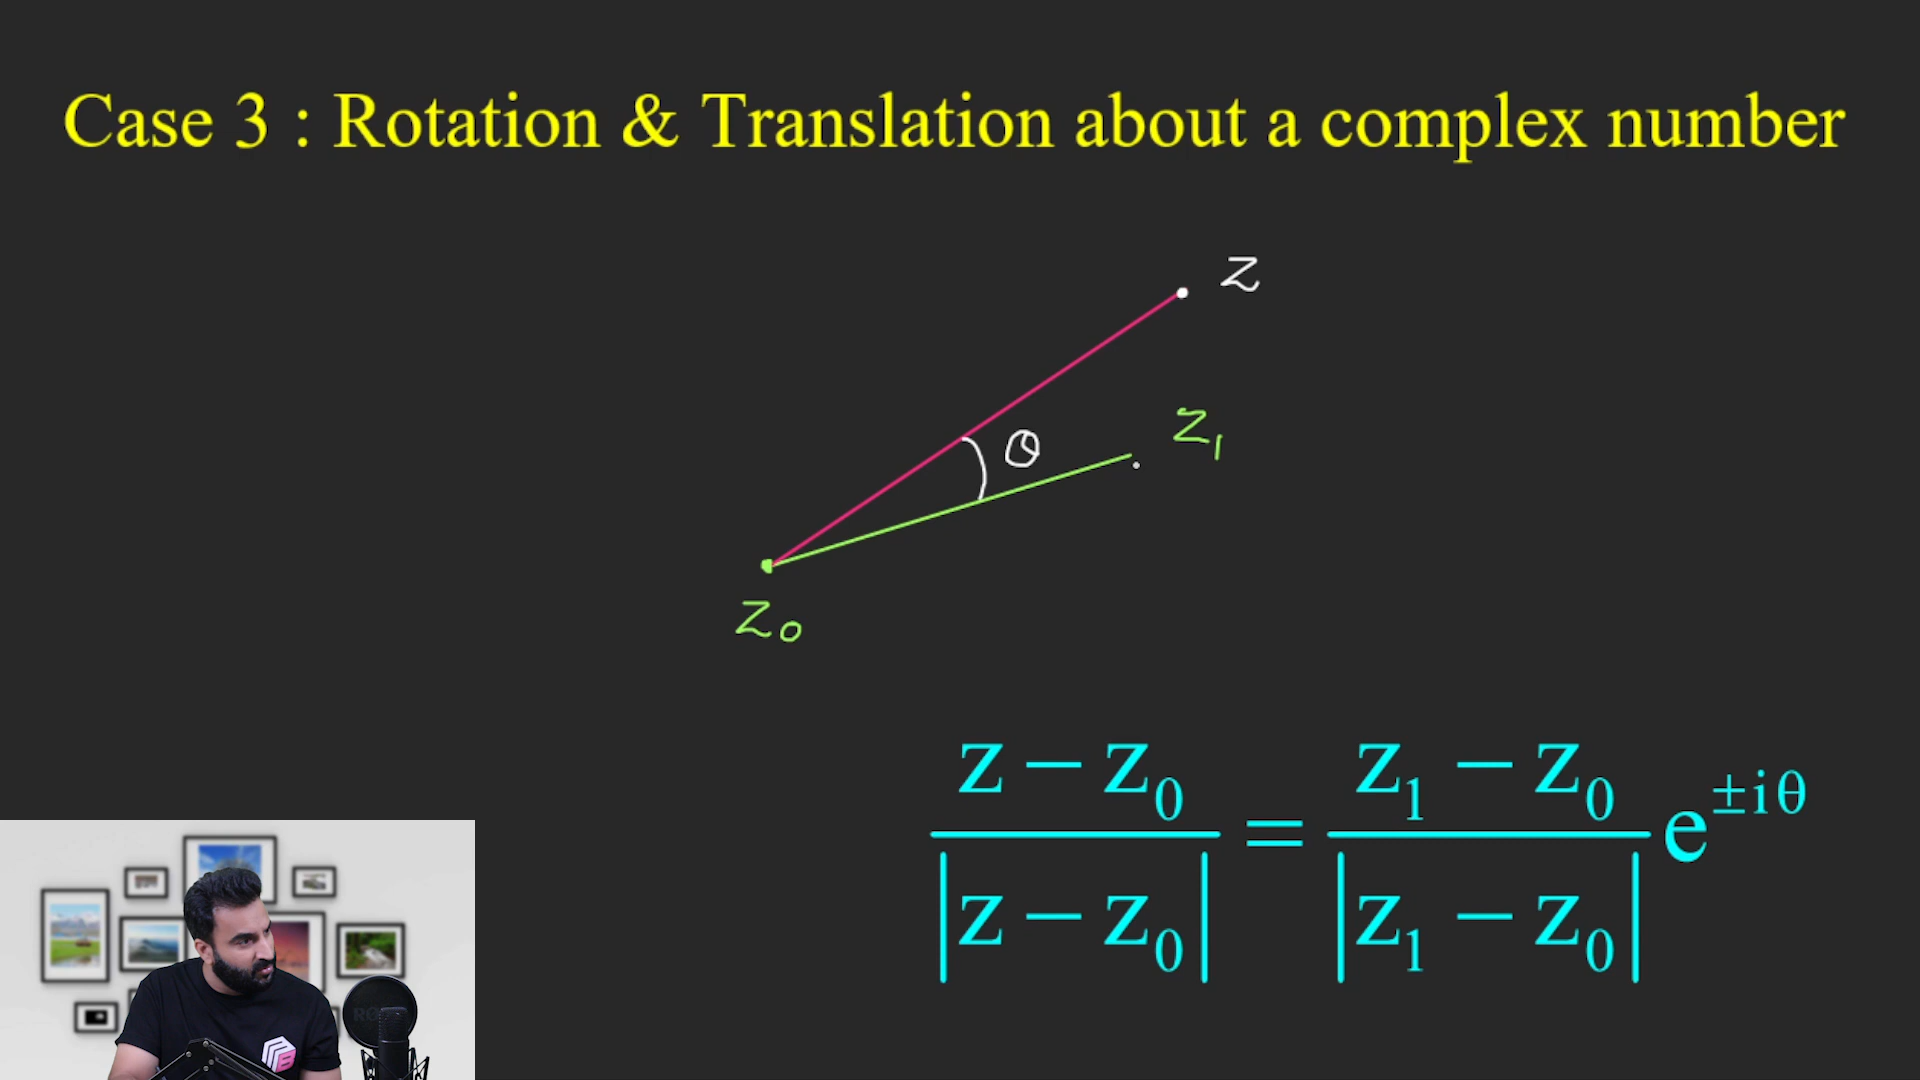 Case 3 : Rotation & Translation about a complex number
z
z₁
θ
z₀
z − z₀ / |z − z₀| = z₁ − z₀ / |z₁ − z₀| e^±iθ